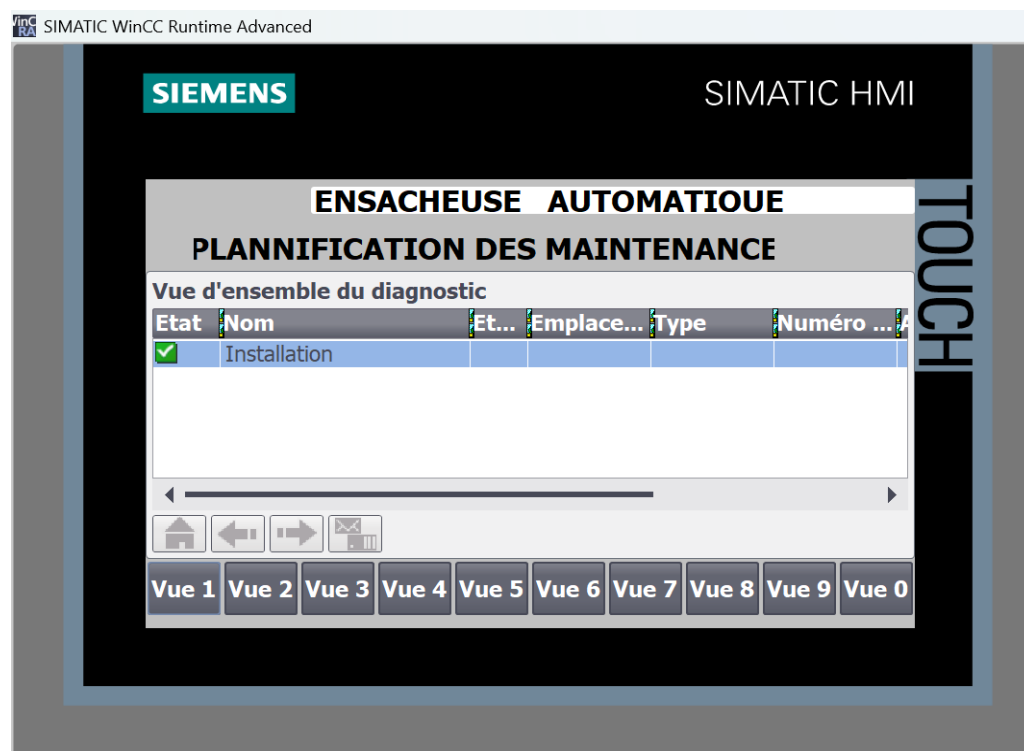 SIMATIC WinCC Runtime Advanced
SIEMENS
SIMATIC HMI
TOUCH
ENSACHEUSE AUTOMATIQUE
PLANNIFICATION DES MAINTENANCE
Vue d'ensemble du diagnostic
Etat Nom Et... Emplace... Type Numéro ...
Installation
Vue 1 Vue 2 Vue 3 Vue 4 Vue 5 Vue 6 Vue 7 Vue 8 Vue 9 Vue 0